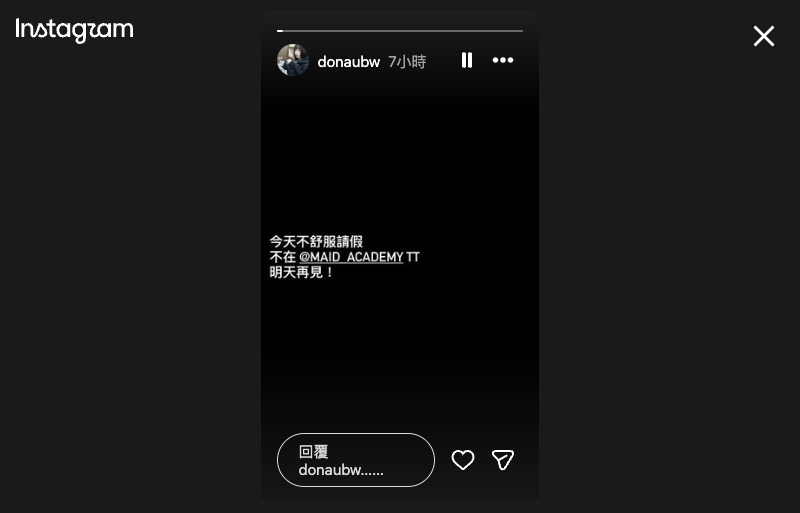 Instagram
donaubw 7小時
今天不舒服請假
不在 @MAID_ACADEMY TT
明天再見！
回覆
donaubw......